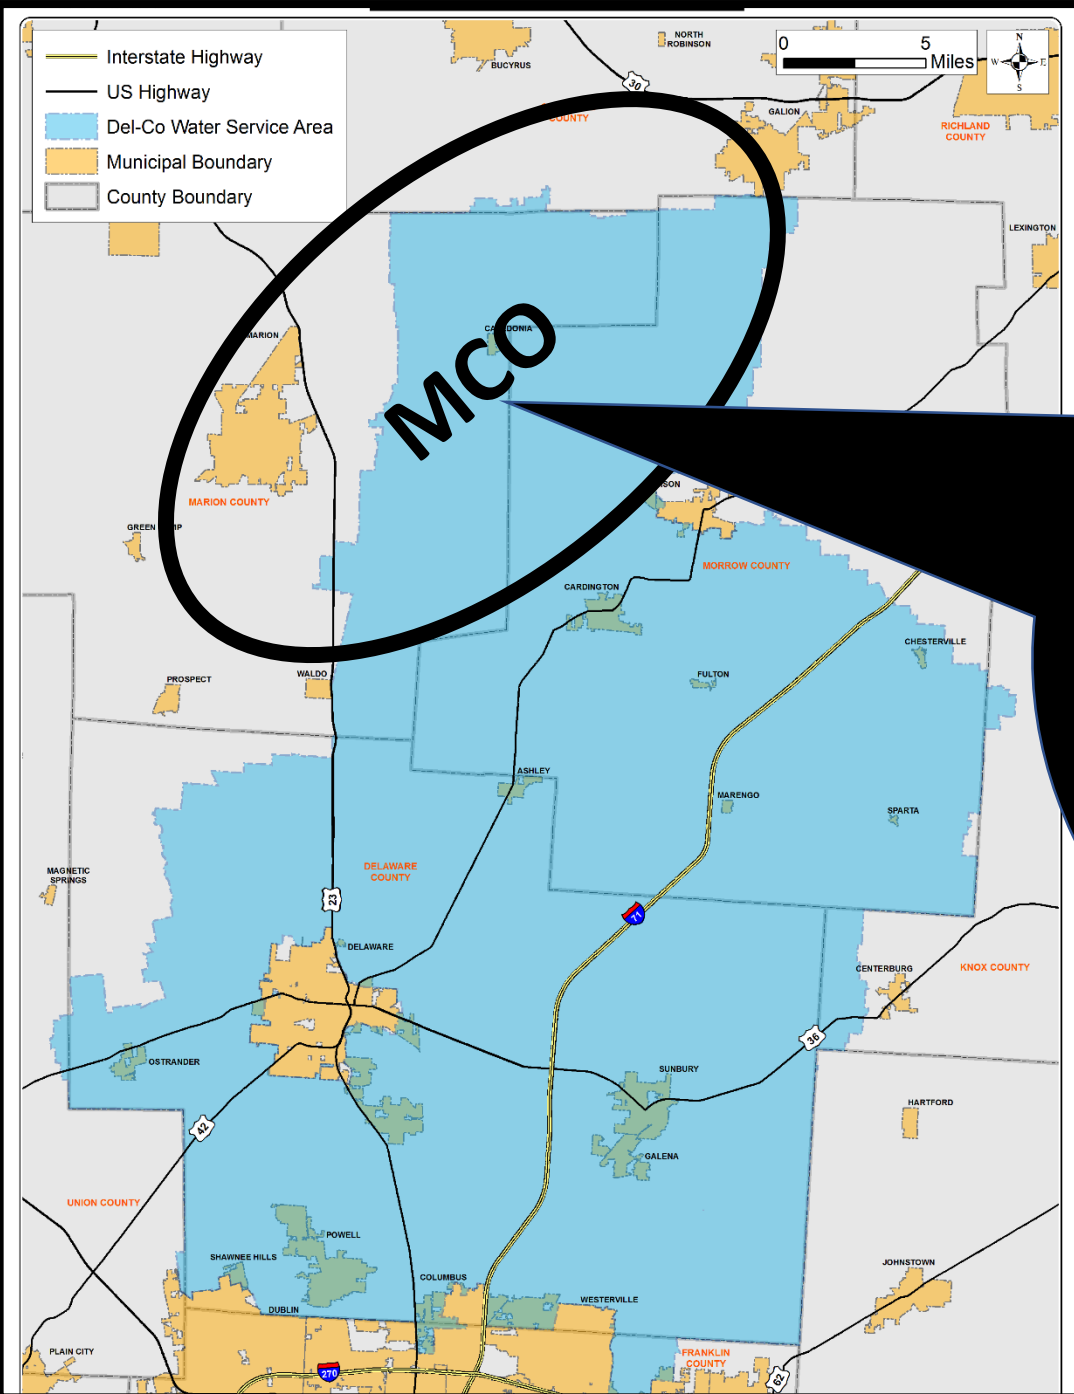 Interstate Highway
US Highway
Del-Co Water Service Area
Municipal Boundary
County Boundary
0 5
Miles
N
W E
S
NORTH
ROBINSON
BUCYRUS
30
GALION
COUNTY
RICHLAND
COUNTY
LEXINGTON
MARION
CALEDONIA
MCO
MARION COUNTY
GREEN
MORROW COUNTY
CARDINGTON
CHESTERVILLE
FULTON
PROSPECT
WALDO
ASHLEY
MARENGO
SPARTA
DELAWARE
COUNTY
MAGNETIC
SPRINGS
23
71
DELAWARE
CENTERBURG
KNOX COUNTY
36
OSTRANDER
SUNBURY
HARTFORD
42
GALENA
UNION COUNTY
POWELL
SHAWNEE HILLS
COLUMBUS
JOHNSTOWN
DUBLIN
WESTERVILLE
PLAIN CITY
FRANKLIN
COUNTY
270
62